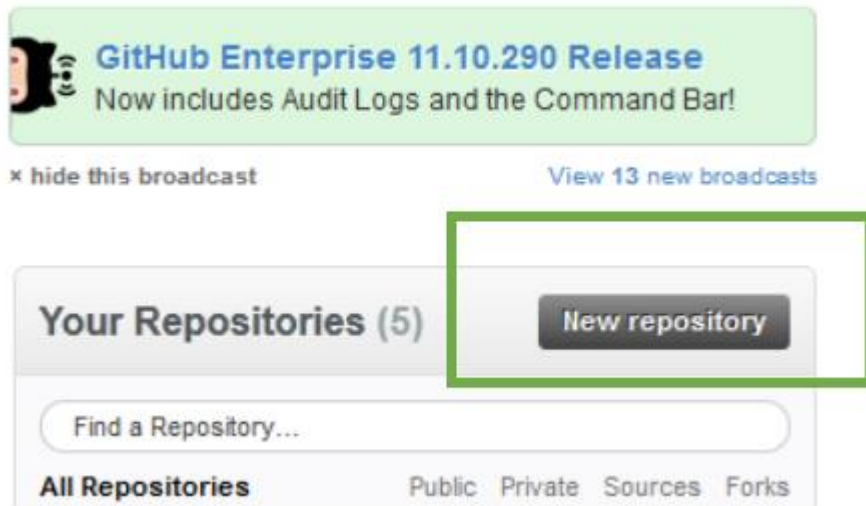 GitHub Enterprise 11.10.290 Release
Now includes Audit Logs and the Command Bar!
× hide this broadcast View 13 new broadcasts
Your Repositories (5) New repository
Find a Repository...
All Repositories Public Private Sources Forks